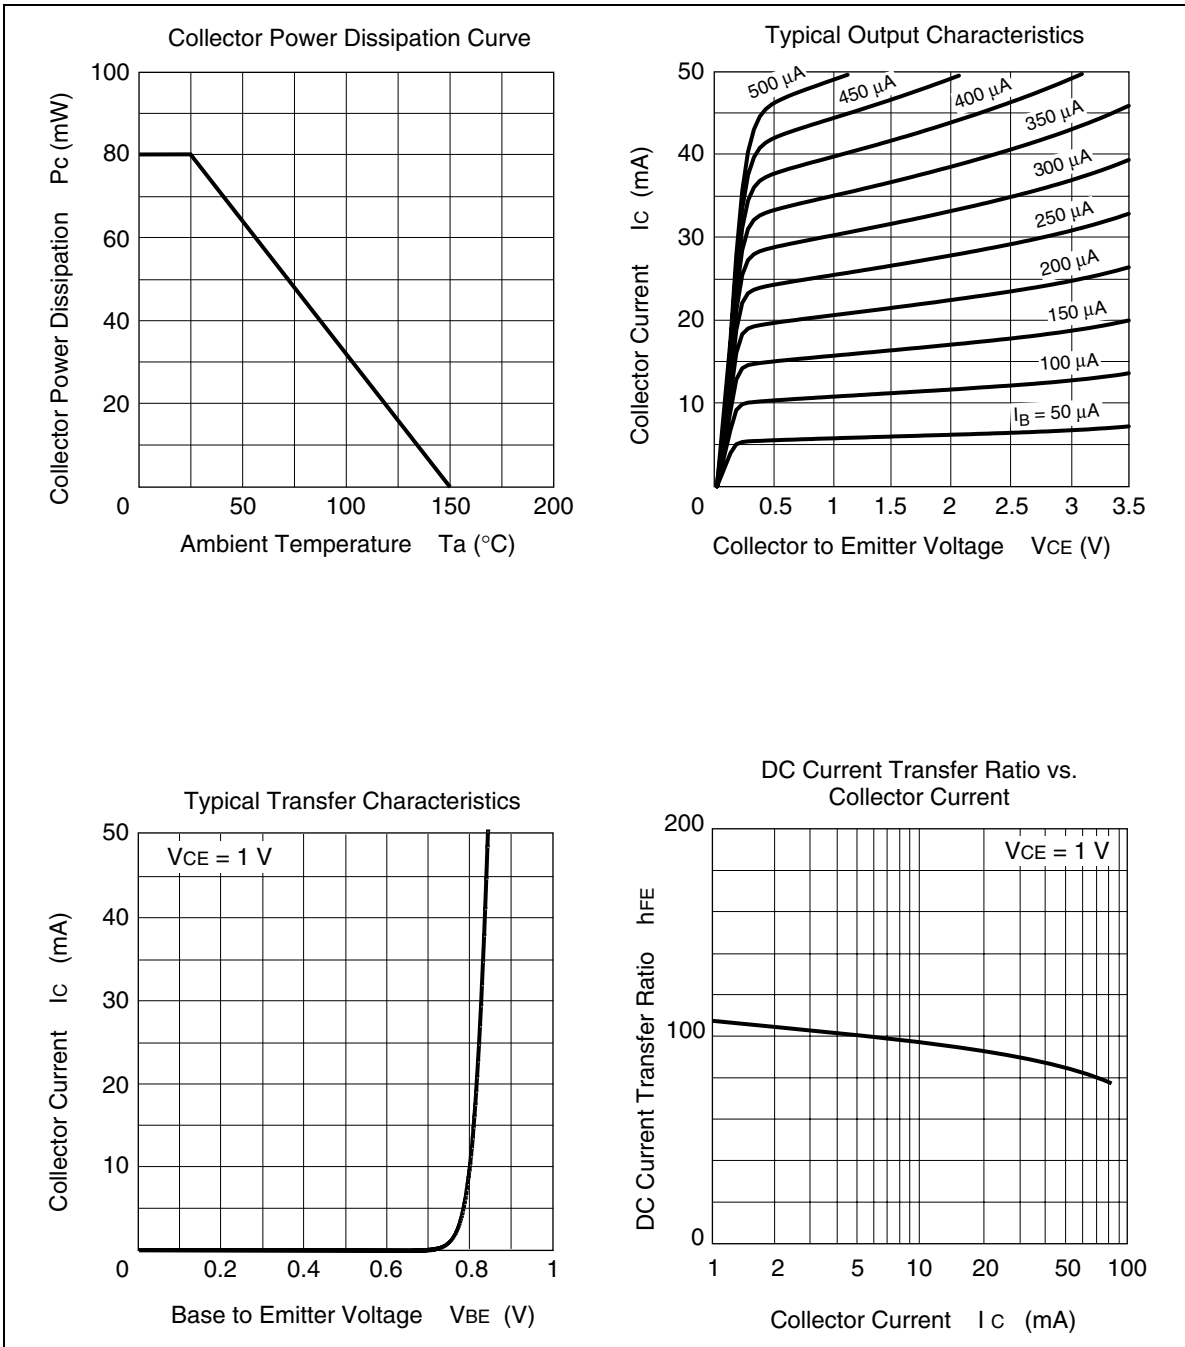 Collector Power Dissipation Curve
Collector Power Dissipation Pc (mW)
100
80
60
40
20
0
50
100
150
200
Ambient Temperature Ta (°C)
Typical Output Characteristics
Collector Current IC (mA)
50
40
30
20
10
500 μA
450 μA
400 μA
350 μA
300 μA
250 μA
200 μA
150 μA
100 μA
IB = 50 μA
0
0.5
1
1.5
2
2.5
3
3.5
Collector to Emitter Voltage VCE (V)
Typical Transfer Characteristics
VCE = 1 V
Collector Current IC (mA)
50
40
30
20
10
0
0.2
0.4
0.6
0.8
1
Base to Emitter Voltage VBE (V)
DC Current Transfer Ratio vs.
Collector Current
VCE = 1 V
DC Current Transfer Ratio hFE
200
100
0
1
2
5
10
20
50
100
Collector Current IC (mA)